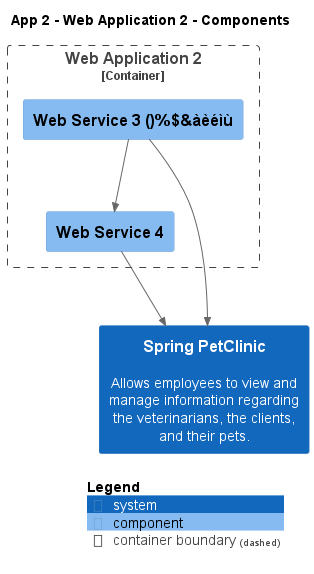 App 2 - Web Application 2 - Components
Web Application 2
[Container]
Web Service 3 ()%$&àèéìù
Web Service 4
Spring PetClinic
Allows employees to view and
manage information regarding
the veterinarians, the clients,
and their pets.
Legend
system
component
container boundary (dashed)